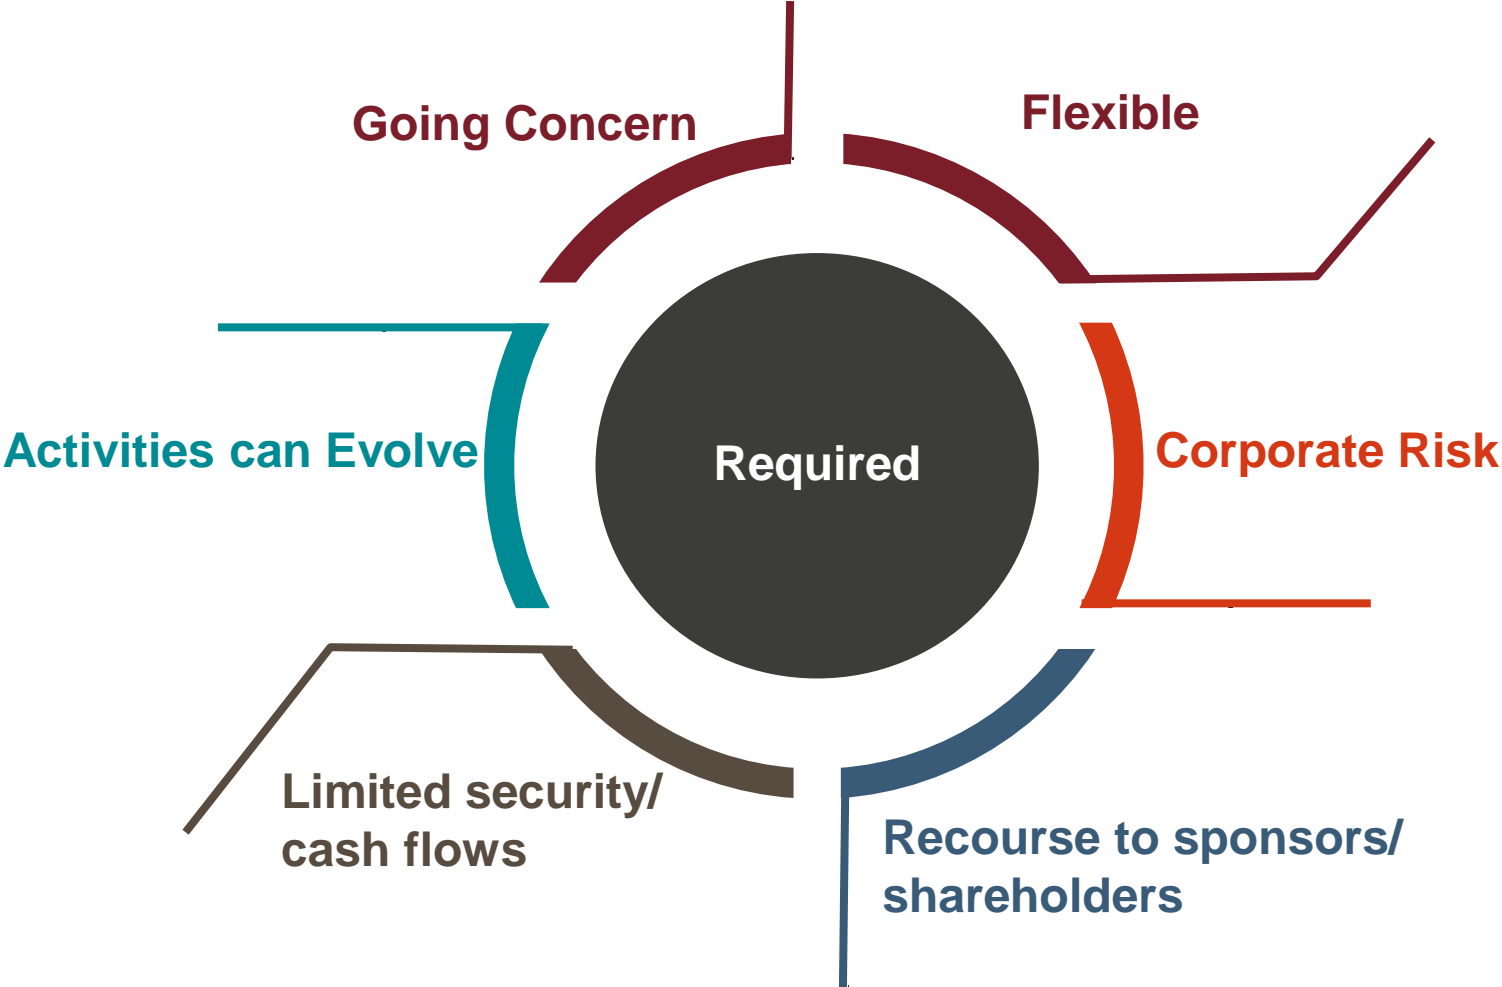 Going Concern
Flexible
Activities can Evolve
Required
Corporate Risk
Limited security/
cash flows
Recourse to sponsors/
shareholders